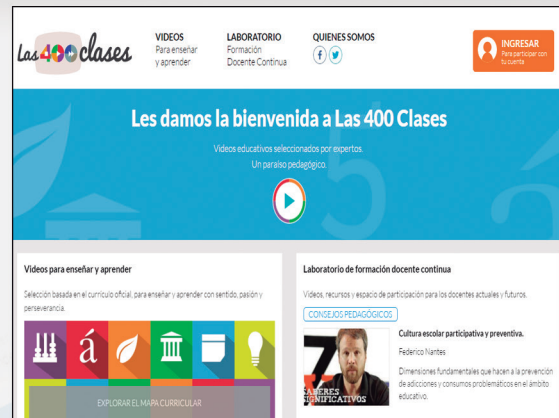 Las 400 clases
VIDEOS
Para enseñar
y aprender
LABORATORIO
Formación
Docente Continua
QUIENES SOMOS
INGRESAR
Para participar con
tu cuenta
Les damos la bienvenida a Las 400 Clases
Videos educativos seleccionados por expertos.
Un paraíso pedagógico.
5
á
Videos para enseñar y aprender
Selección basada en el currículo oficial, para enseñar y aprender con sentido, pasión y
perseverancia.
á
EXPLORAR EL MAPA CURRICULAR
Laboratorio de formación docente continua
Videos, recursos y espacio de participación para los docentes actuales y futuros.
CONSEJOS PEDAGÓGICOS
SABERES
SIGNIFICATIVOS
Cultura escolar participativa y preventiva.
Federico Nantes
Dimensiones fundamentales que hacen a la prevención
de adicciones y consumos problemáticos en el ámbito
educativo.